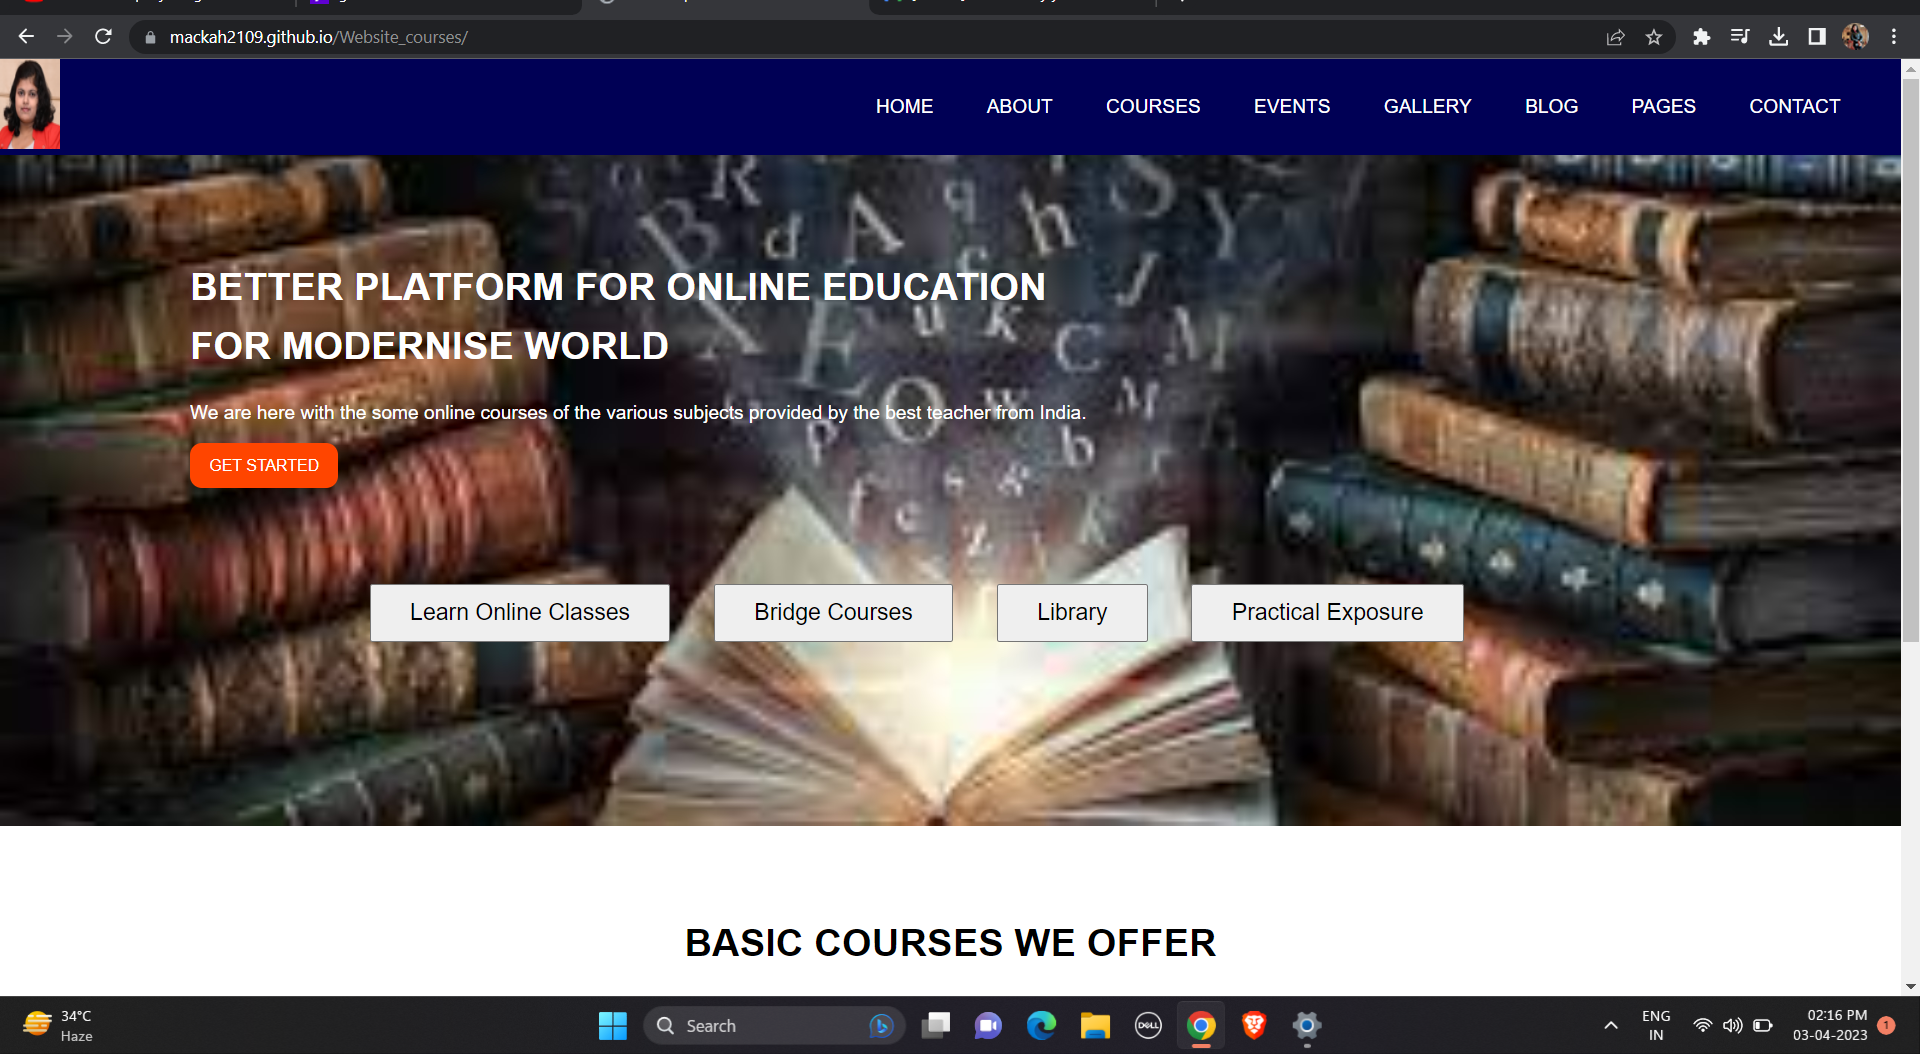 mackah2109.github.io/Website_courses/
HOME ABOUT COURSES EVENTS GALLERY BLOG PAGES CONTACT
BETTER PLATFORM FOR ONLINE EDUCATION
FOR MODERNISE WORLD
We are here with the some online courses of the various subjects provided by the best teacher from India.
GET STARTED
Learn Online Classes Bridge Courses Library Practical Exposure
BASIC COURSES WE OFFER
34°C
Haze
Search
DELL
ENG
IN
02:16 PM
03-04-2023
1